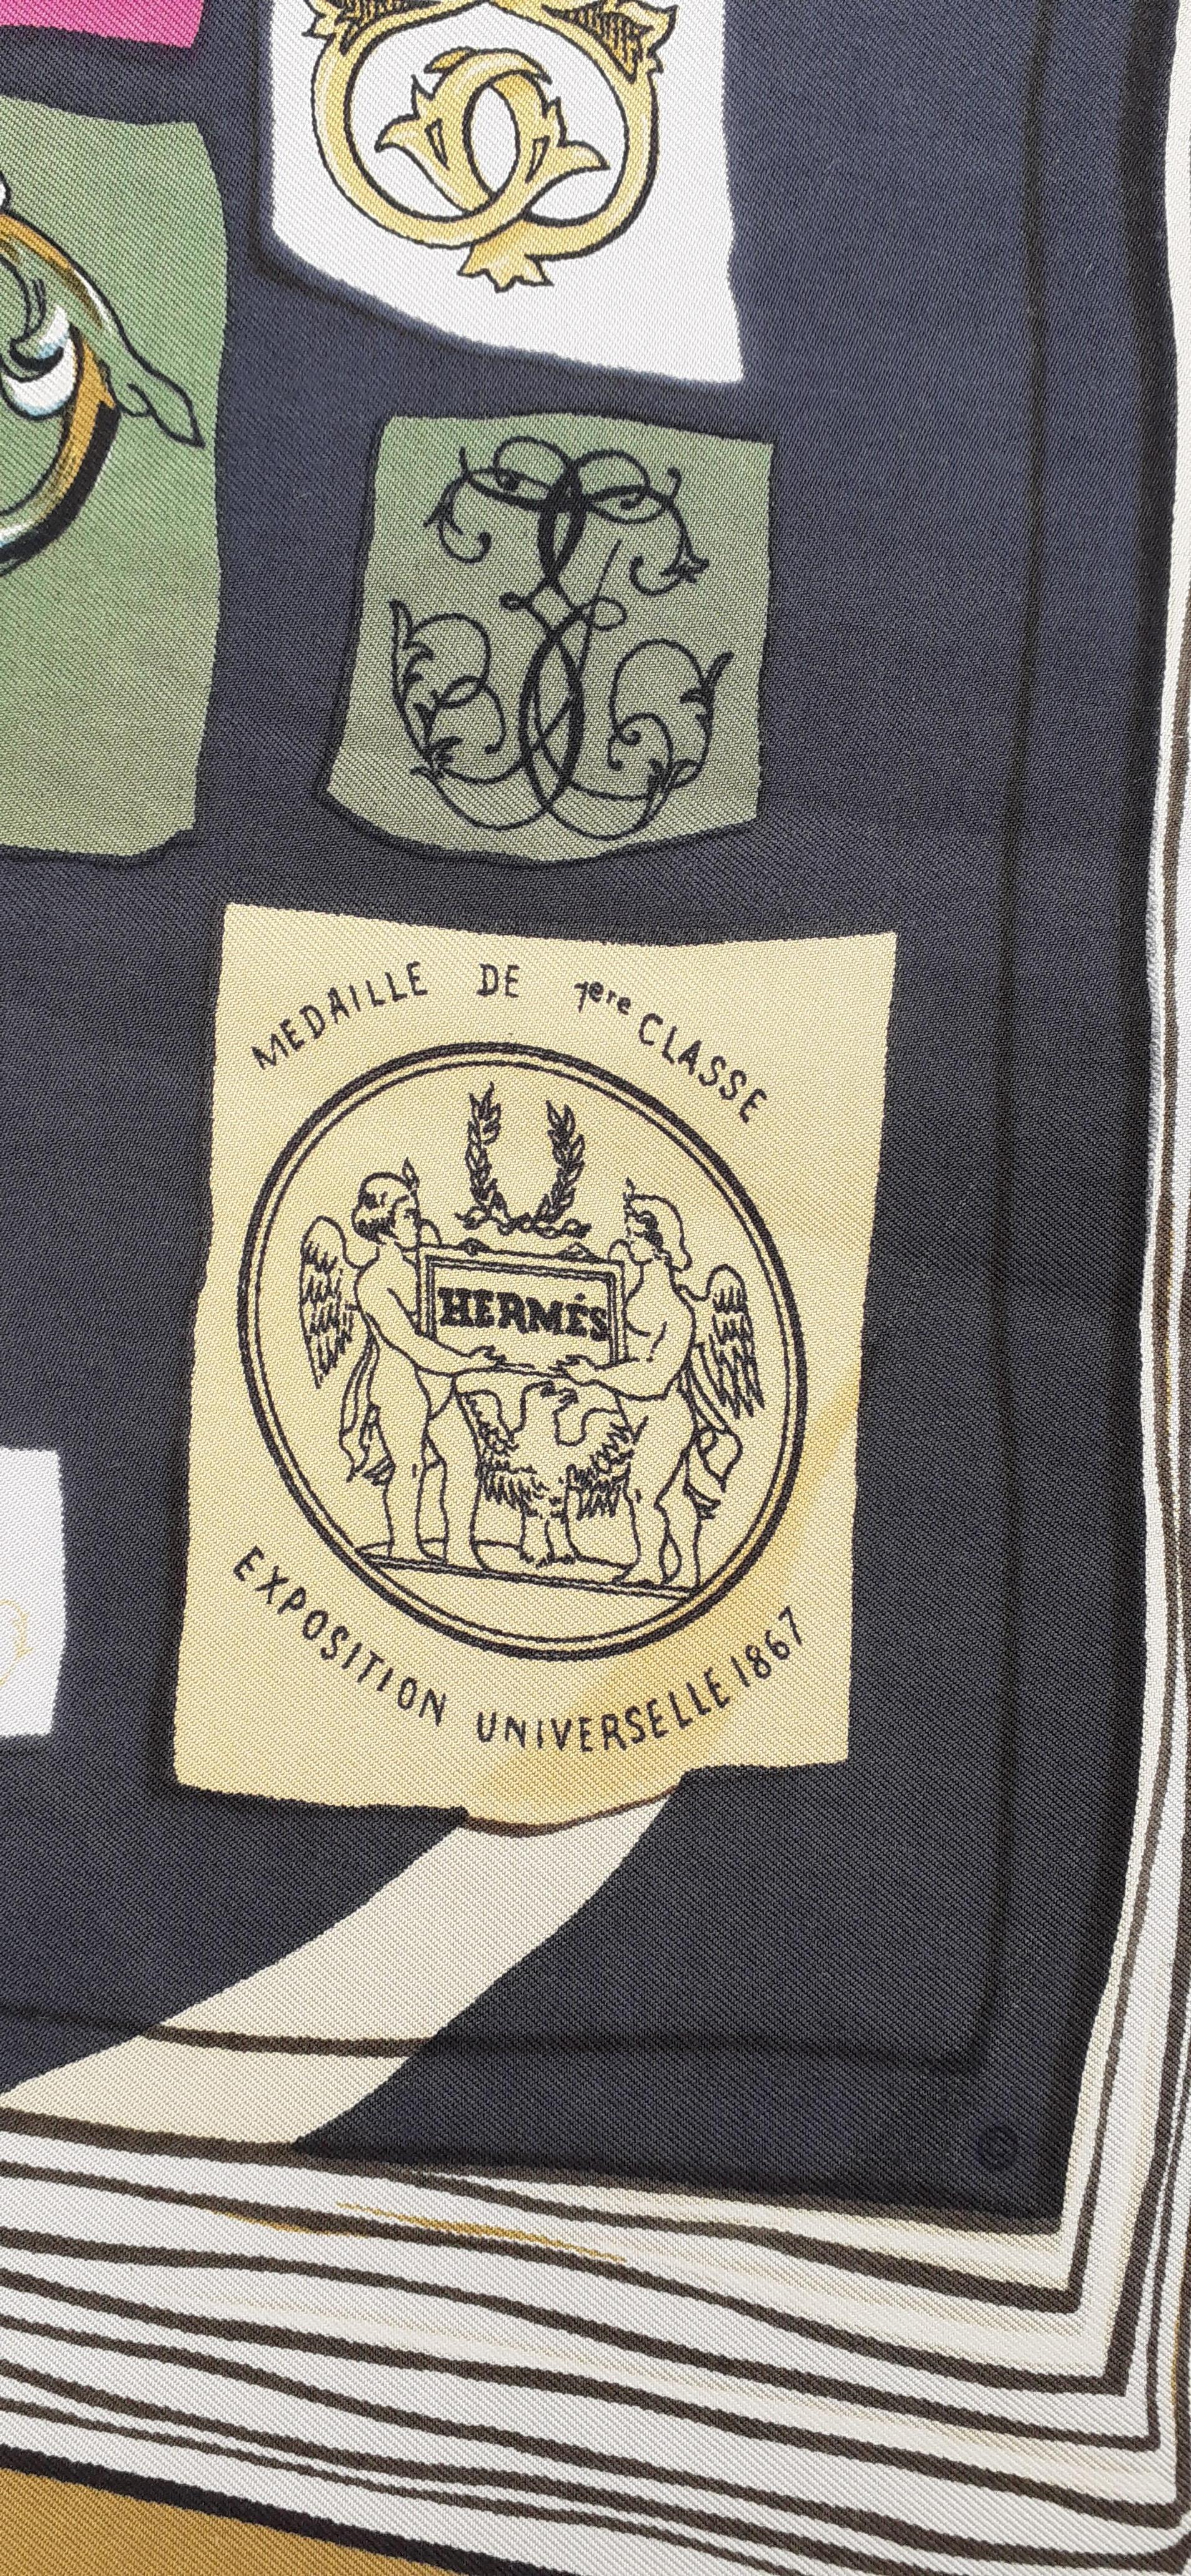 MEDAILLE DE 1ere CLASSE
HERMÈS
EXPOSITION UNIVERSELLE 1867
©